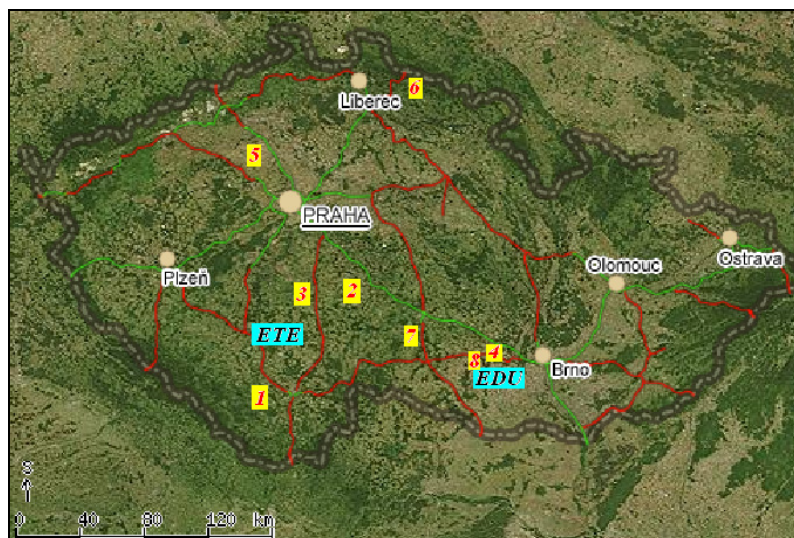 6
Liberec
5
PRAHA
Ostrava
Plzeň
Olomouc
3
2
ETE
7
4
8
Brno
EDU
1
S
0 40 80 120 km